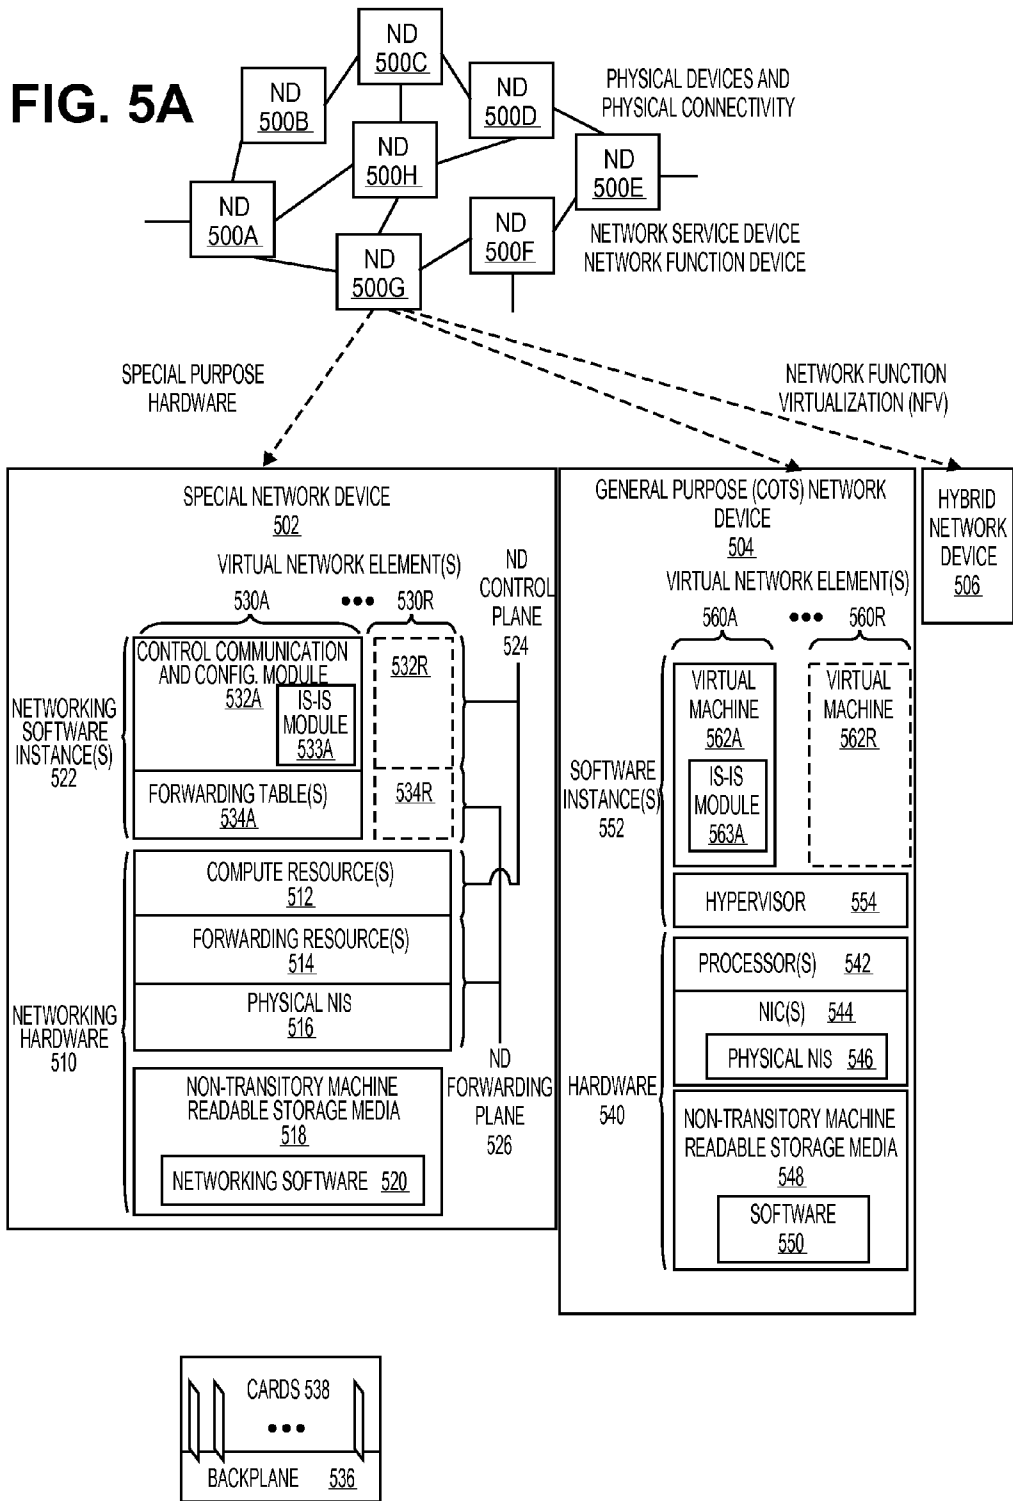 FIG. 5A
ND
500C
ND
500B
ND
500D
PHYSICAL DEVICES AND
PHYSICAL CONNECTIVITY
ND
500H
ND
500E
ND
500A
ND
500F
NETWORK SERVICE DEVICE
NETWORK FUNCTION DEVICE
ND
500G
SPECIAL PURPOSE
HARDWARE
NETWORK FUNCTION
VIRTUALIZATION (NFV)
SPECIAL NETWORK DEVICE
502
VIRTUAL NETWORK ELEMENT(S)
530A
••• 530R
ND
CONTROL
PLANE
524
NETWORKING
SOFTWARE
INSTANCE(S)
522
CONTROL COMMUNICATION
AND CONFIG. MODULE
532A
IS-IS
MODULE
533A
532R
FORWARDING TABLE(S)
534A
534R
NETWORKING
HARDWARE
510
COMPUTE RESOURCE(S)
512
FORWARDING RESOURCE(S)
514
PHYSICAL NIS
516
ND
FORWARDING
PLANE
526
NON-TRANSITORY MACHINE
READABLE STORAGE MEDIA
518
NETWORKING SOFTWARE 520
GENERAL PURPOSE (COTS) NETWORK
DEVICE
504
VIRTUAL NETWORK ELEMENT(S)
560A ••• 560R
SOFTWARE
INSTANCE(S)
552
VIRTUAL
MACHINE
562A
IS-IS
MODULE
563A
VIRTUAL
MACHINE
562R
HYPERVISOR 554
HARDWARE
540
PROCESSOR(S) 542
NIC(S) 544
PHYSICAL NIS 546
NON-TRANSITORY MACHINE
READABLE STORAGE MEDIA
548
SOFTWARE
550
HYBRID
NETWORK
DEVICE
506
CARDS 538
•••
BACKPLANE 536